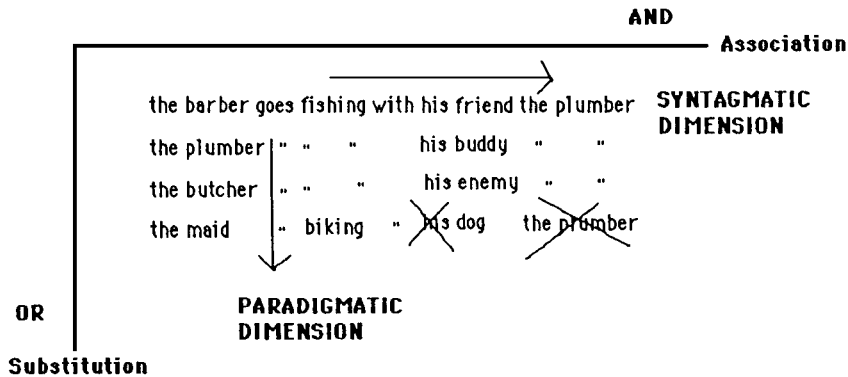 AND
Association
the barber goes fishing with his friend the plumber SYNTAGMATIC
DIMENSION
the plumber " " " his buddy " "
the butcher " " " his enemy " "
the maid " biking " his dog the plumber
PARADIGMATIC
DIMENSION
OR
Substitution